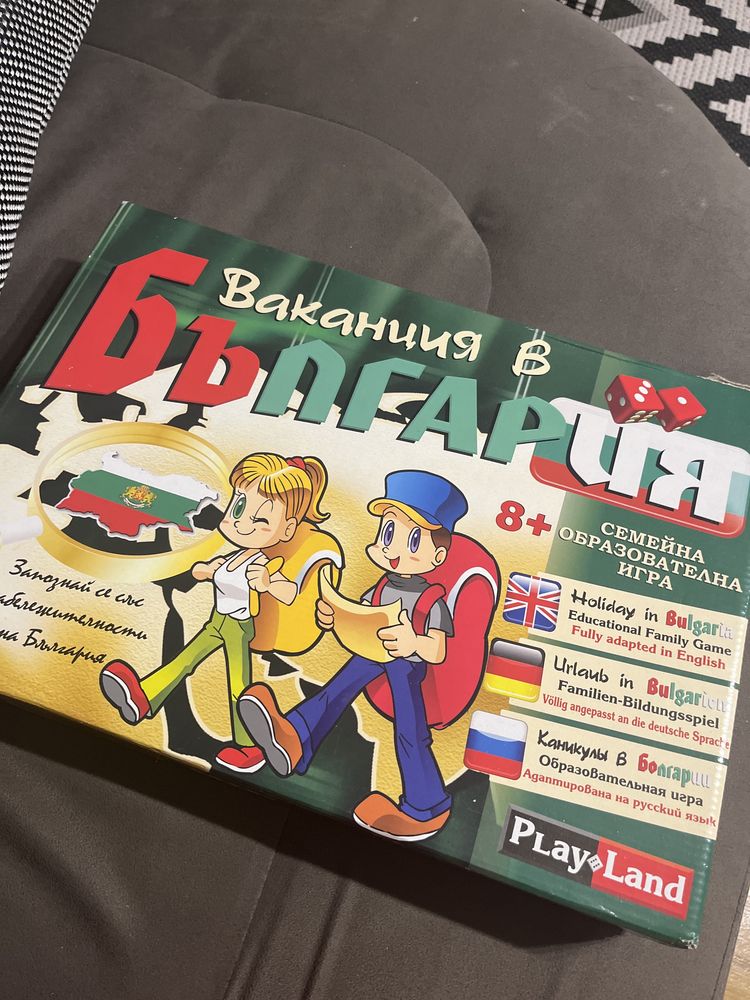 Ваканция в
България
8+
СЕМЕЙНА
ОБРАЗОВАТЕЛНА
ИГРА
Запознай се със
забележителности
на България
Holiday in Bulgaria
Educational Family Game
Fully adapted in English
Urlaub in Bulgarien
Familien-Bildungsspiel
Völlig angepasst an die deutsche Sprache
Каникулы в Болгарии
Образовательная игра
Адаптирована на русский язык
PLay Land